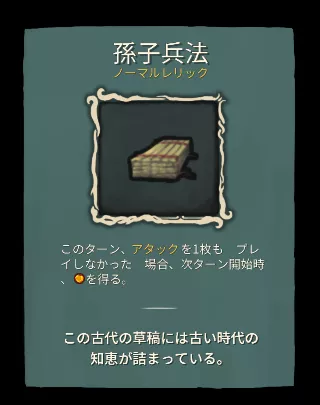 孫子兵法
ノーマルレリック
このターン、アタックを1枚も　プレ
イしなかった　場合、次ターン開始時
、を得る。
この古代の草稿には古い時代の
知恵が詰まっている。